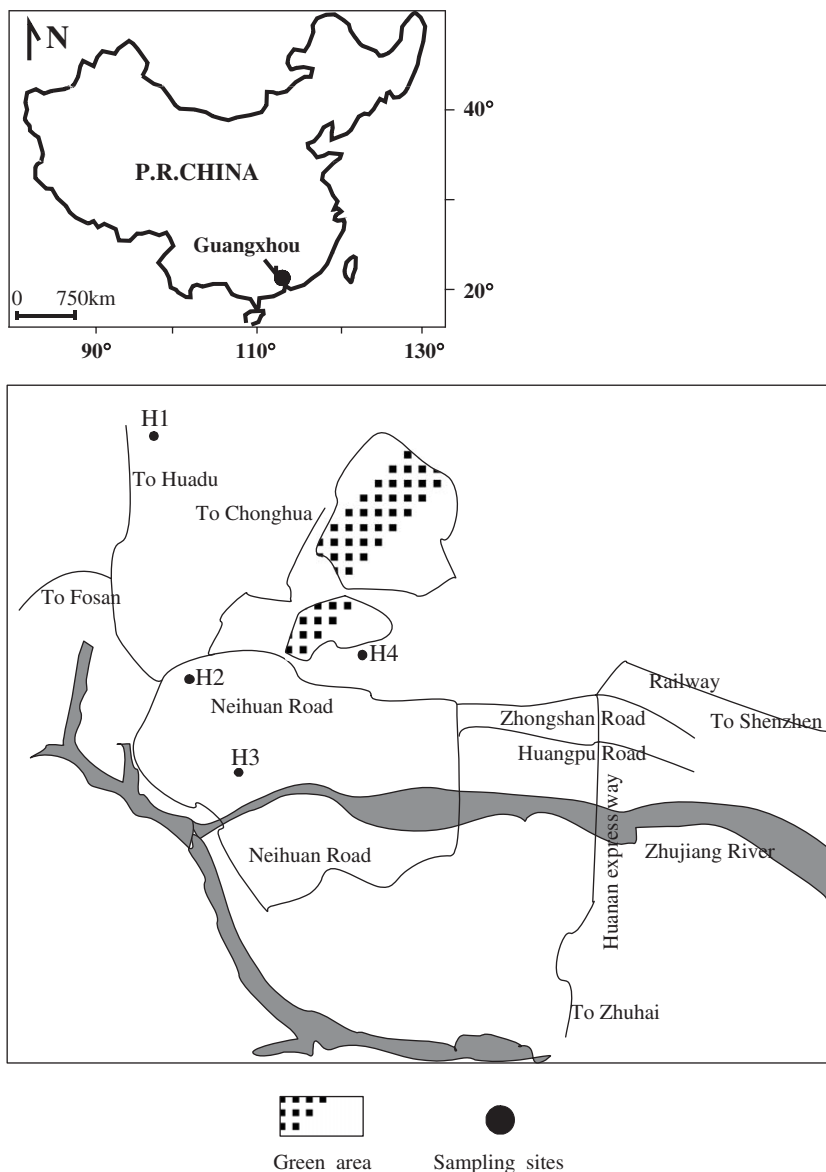 N
40°
P.R.CHINA
Guangxhou
0 750km
20°
90° 110° 130°
H1
To Huadu
To Chonghua
To Fosan
H4
H2
Railway
Neihuan Road
Zhongshan Road
To Shenzhen
Huangpu Road
H3
Huanan express way
Neihuan Road
Zhujiang River
To Zhuhai
Green area
Sampling sites